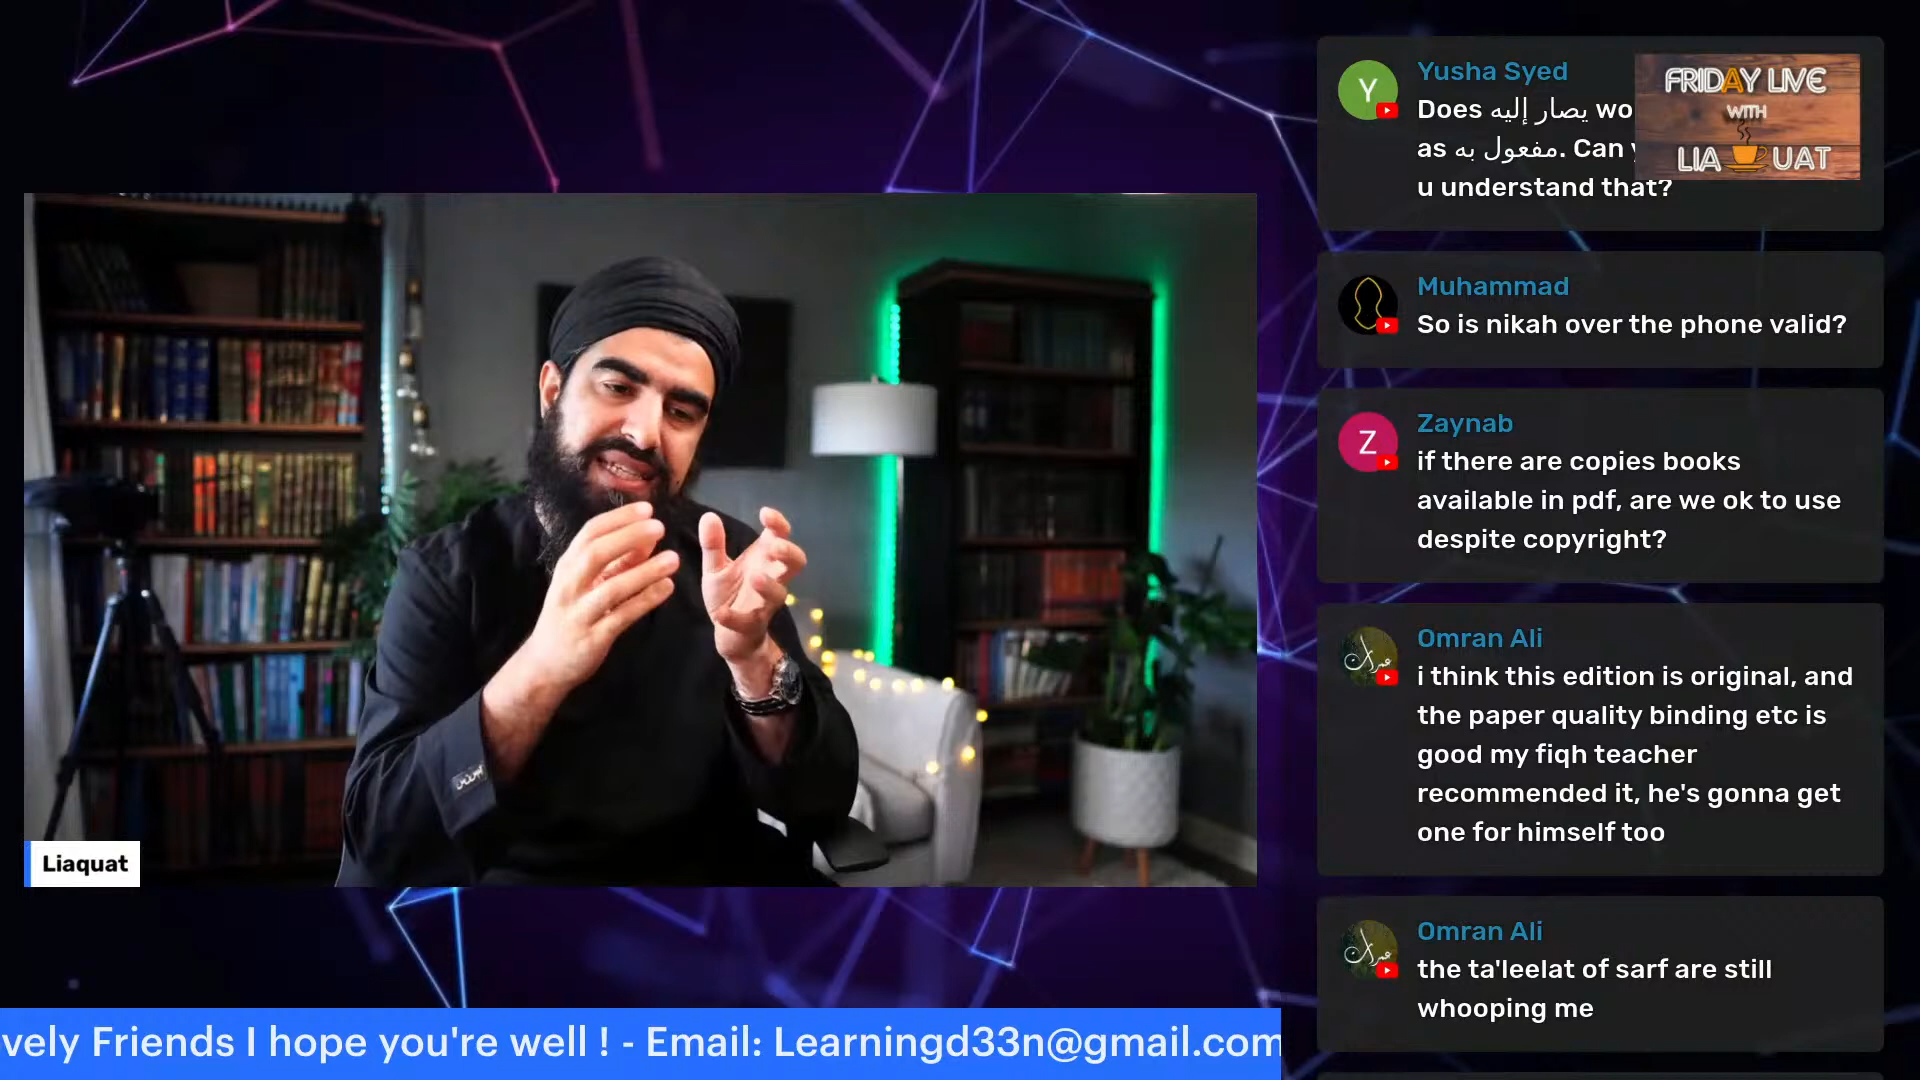 Yusha Syed
Does يصار إليه wo
as مفعول به. Can
u understand that?
FRIDAY LIVE
WITH
LIA UAT
Muhammad
So is nikah over the phone valid?
Zaynab
if there are copies books
available in pdf, are we ok to use
despite copyright?
Omran Ali
i think this edition is original, and
the paper quality binding etc is
good my fiqh teacher
recommended it, he's gonna get
one for himself too
Omran Ali
the ta'leelat of sarf are still
whooping me
Liaquat
vely Friends I hope you're well ! - Email: Learningd33n@gmail.com